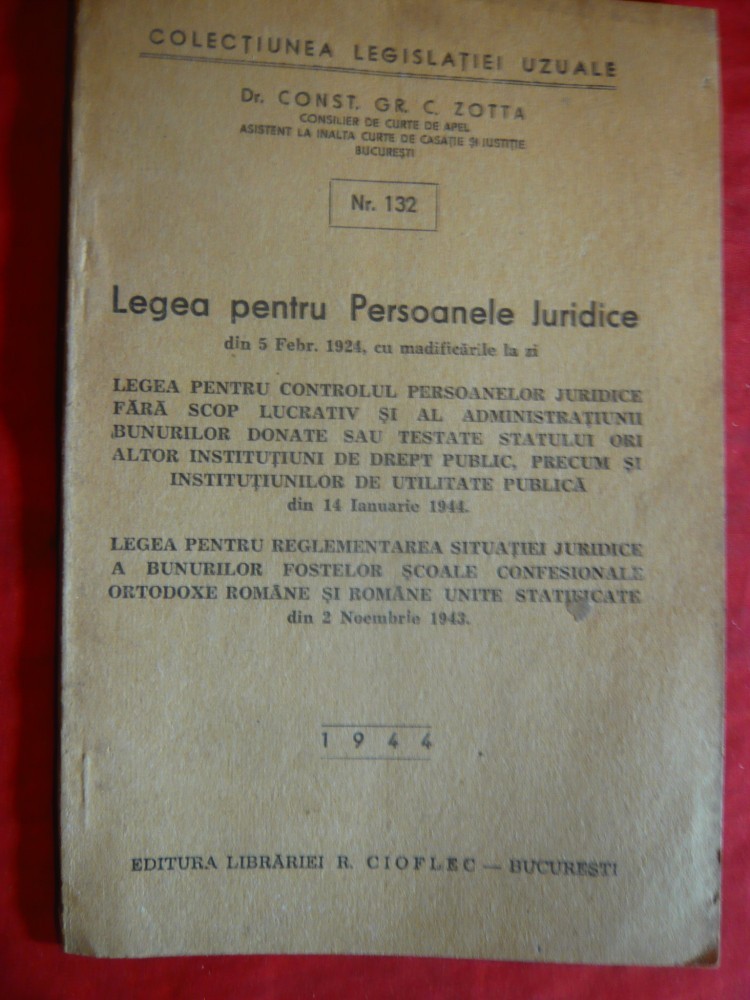 COLECȚIUNEA LEGISLAȚIEI UZUALE
Dr. CONST. GR. C. ZOTTA
CONSILIER DE CURTE DE APEL
ASISTENT LA INALTA CURTE DE CASAȚIE ȘI JUSTIȚIE
BUCUREȘTI
Nr. 132
Legea pentru Persoanele Juridice
din 5 Febr. 1924, cu madificările la zi
LEGEA PENTRU CONTROLUL PERSOANELOR JURIDICE
FĂRĂ SCOP LUCRATIV ȘI AL ADMINISTRAȚIUNII
BUNURILOR DONATE SAU TESTATE STATULUI ORI
ALTOR INSTITUȚIUNI DE DREPT PUBLIC, PRECUM ȘI
INSTITUȚIUNILOR DE UTILITATE PUBLICĂ
din 14 Ianuarie 1944.
LEGEA PENTRU REGLEMENTAREA SITUAȚIEI JURIDICE
A BUNURILOR FOSTELOR ȘCOALE CONFESIONALE
ORTODOXE ROMÂNE ȘI ROMÂNE UNITE STATIFICATE
din 2 Noembrie 1943.
1944
EDITURA LIBRĂRIEI R. CIOFLEC — BUCUREȘTI